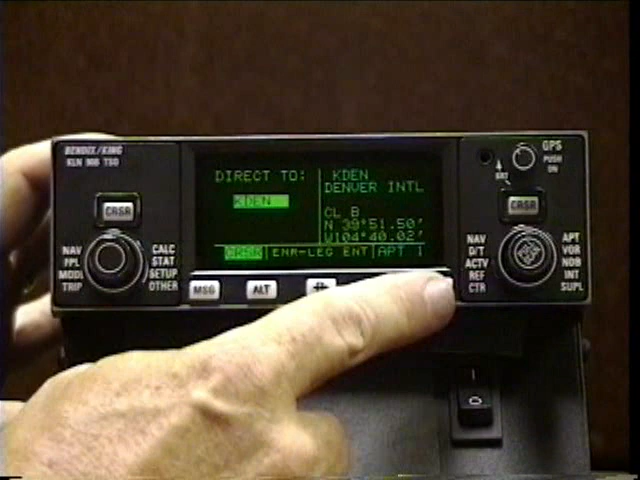 BENDIX/KING
KLN 90B TSO
CRSR
NAV
FPL
MODE
TRIP
CALC
STAT
SETUP
OTHER
DIRECT TO:
KDEN
KDEN
DENVER INTL
CL B
N 39°51.50'
W104°40.02'
CRSR ENR-LEG ENT APT 1
MSG
ALT
GPS
PUSH
ON
BRT
CRSR
NAV
D/T
ACTV
REF
CTR
APT
VOR
NDB
INT
SUPL